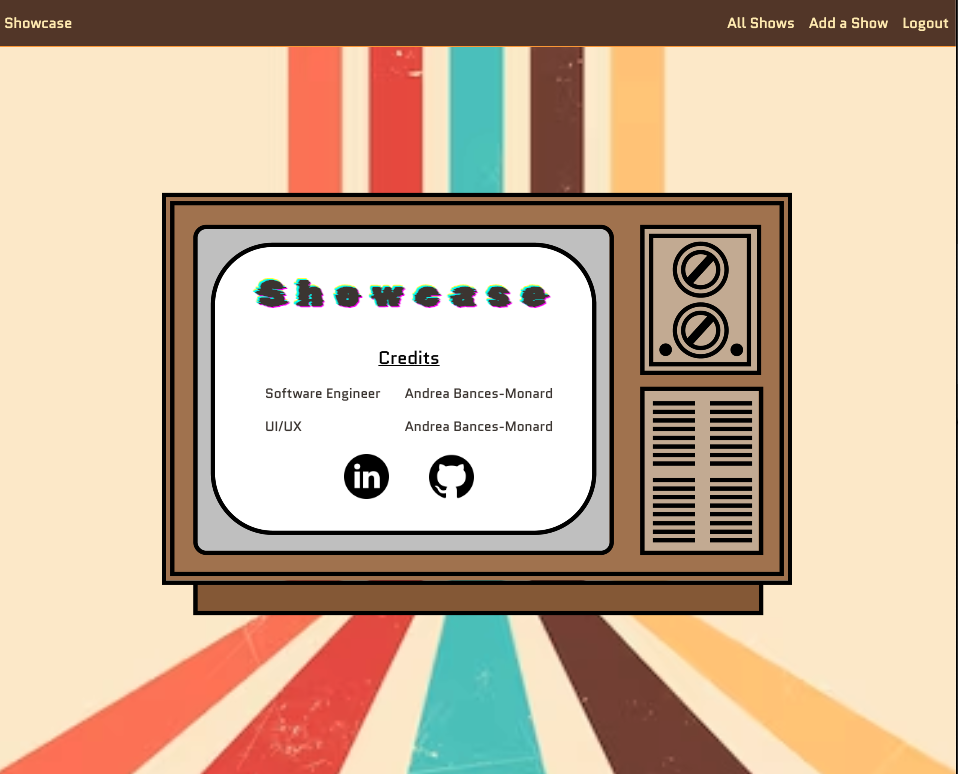 Showcase All Shows Add a Show Logout
Showcase
Credits
Software Engineer Andrea Bances-Monard
UI/UX Andrea Bances-Monard
in